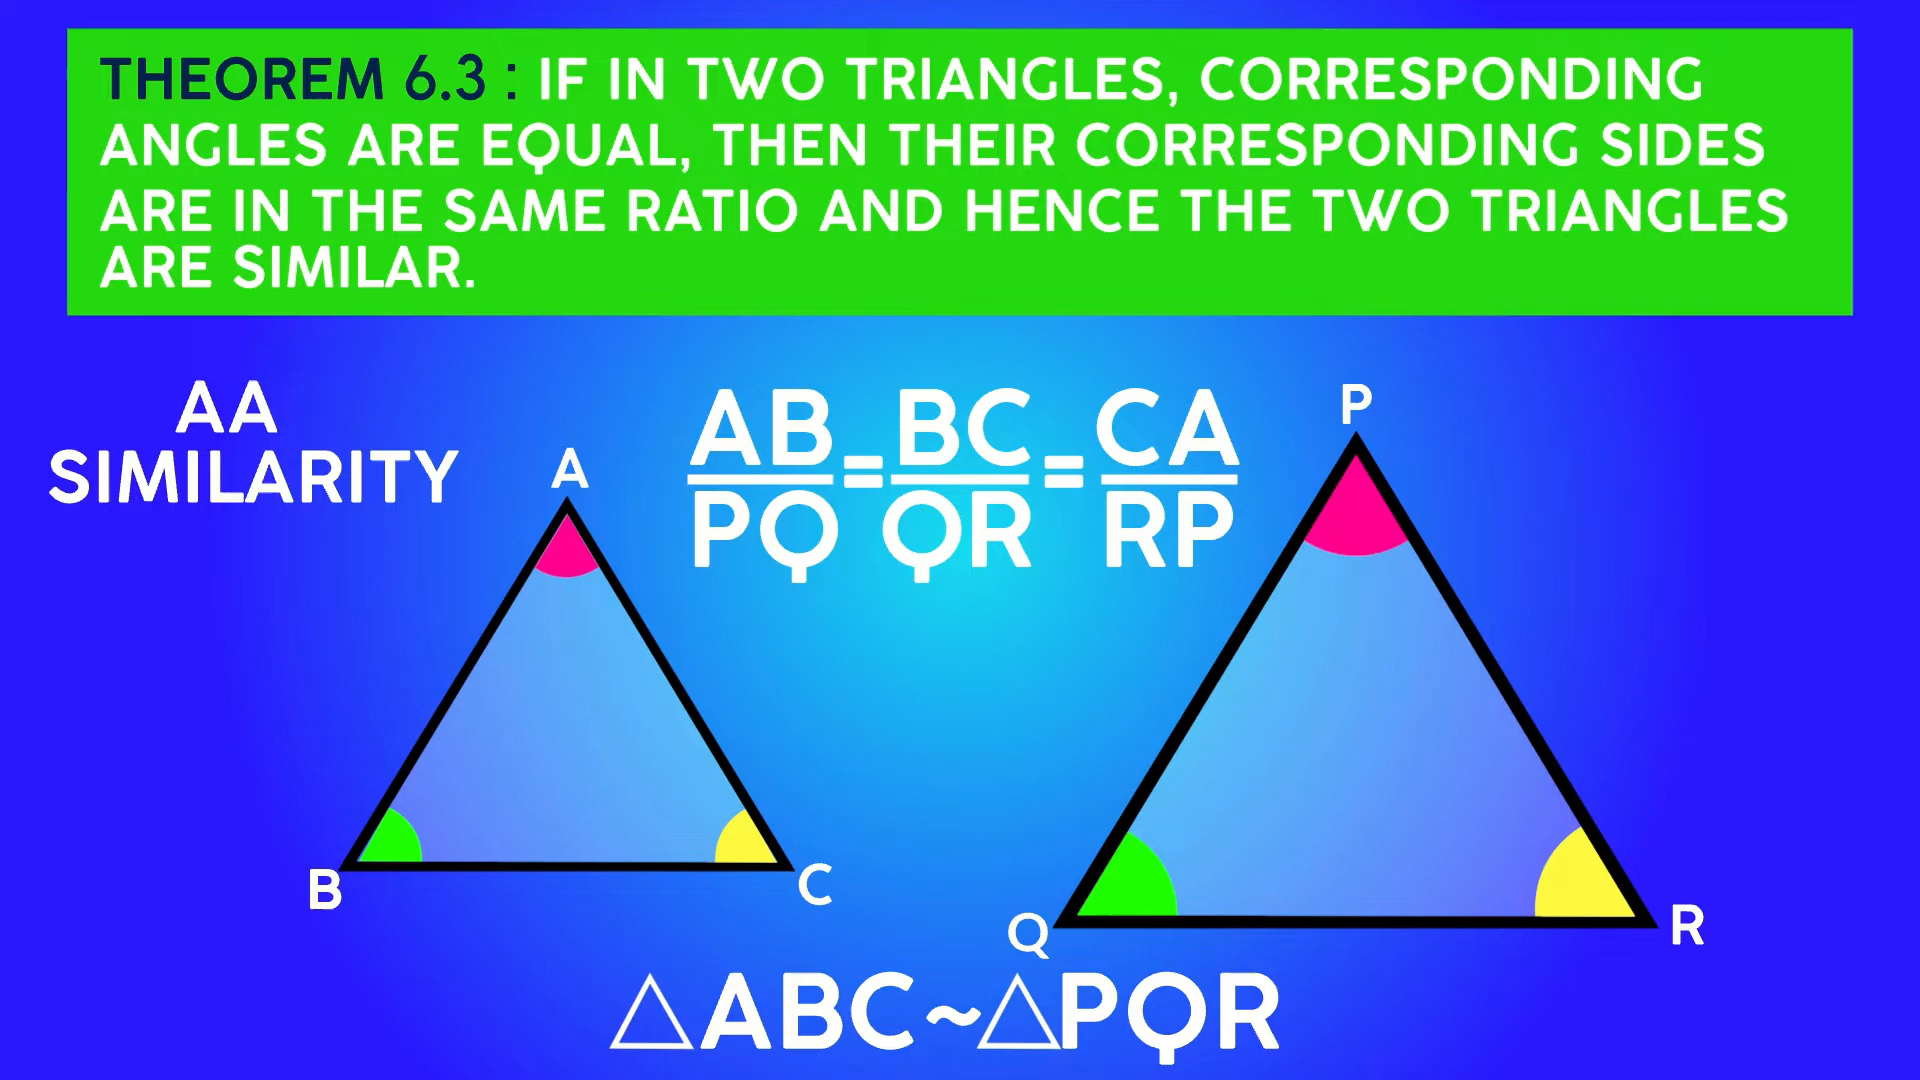 THEOREM 6.3 : IF IN TWO TRIANGLES, CORRESPONDING
ANGLES ARE EQUAL, THEN THEIR CORRESPONDING SIDES
ARE IN THE SAME RATIO AND HENCE THE TWO TRIANGLES
ARE SIMILAR.
AA
SIMILARITY
A
B
C
AB/PQ = BC/QR = CA/RP
P
Q
R
△ABC~△PQR